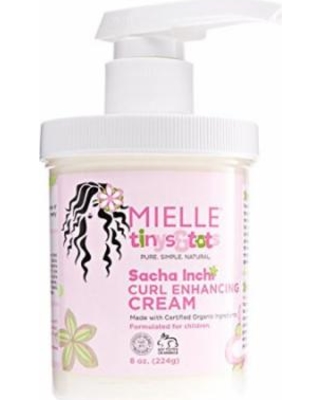 MIELLE
tinys&tots
PURE. SIMPLE. NATURAL.
Sacha Inchi
CURL ENHANCING
CREAM
Made with Certified Organic Ingredients
Formulated for children.
8 oz. (224g)